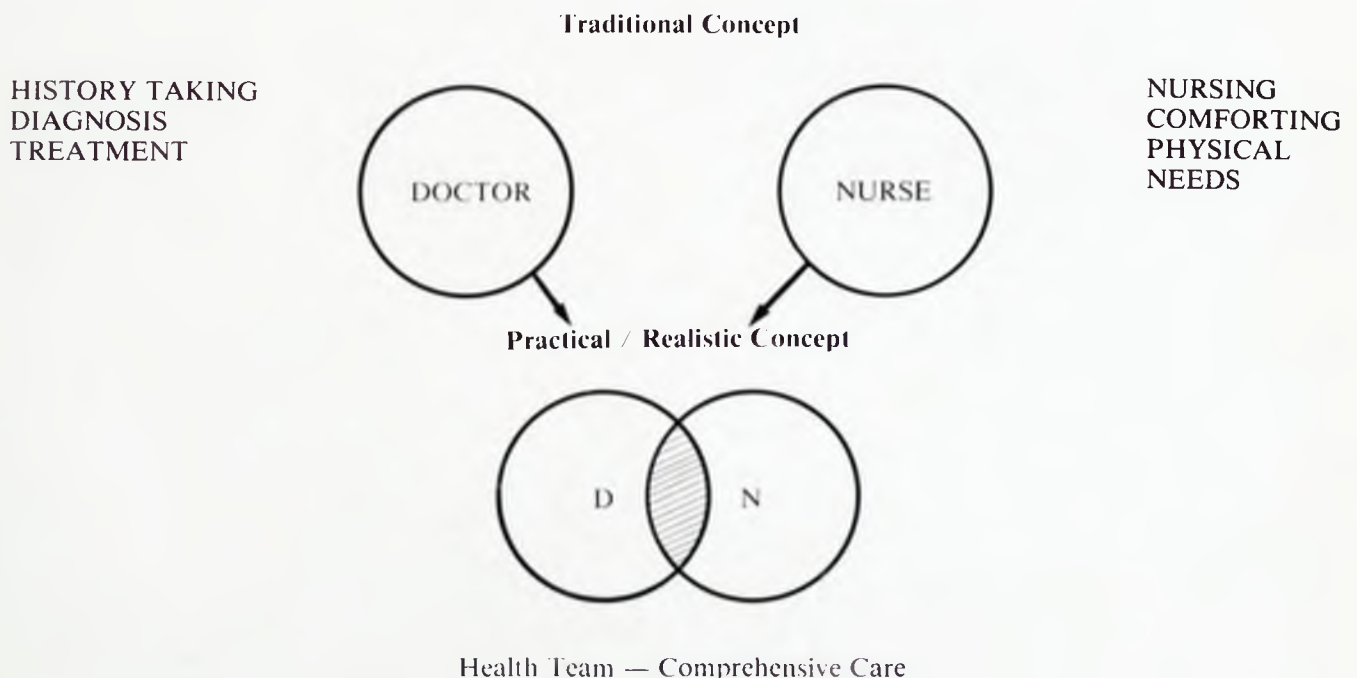 Traditional Concept
HISTORY TAKING
DIAGNOSIS
TREATMENT
DOCTOR
NURSE
NURSING
COMFORTING
PHYSICAL
NEEDS
Practical / Realistic Concept
D
N
Health Team — Comprehensive Care